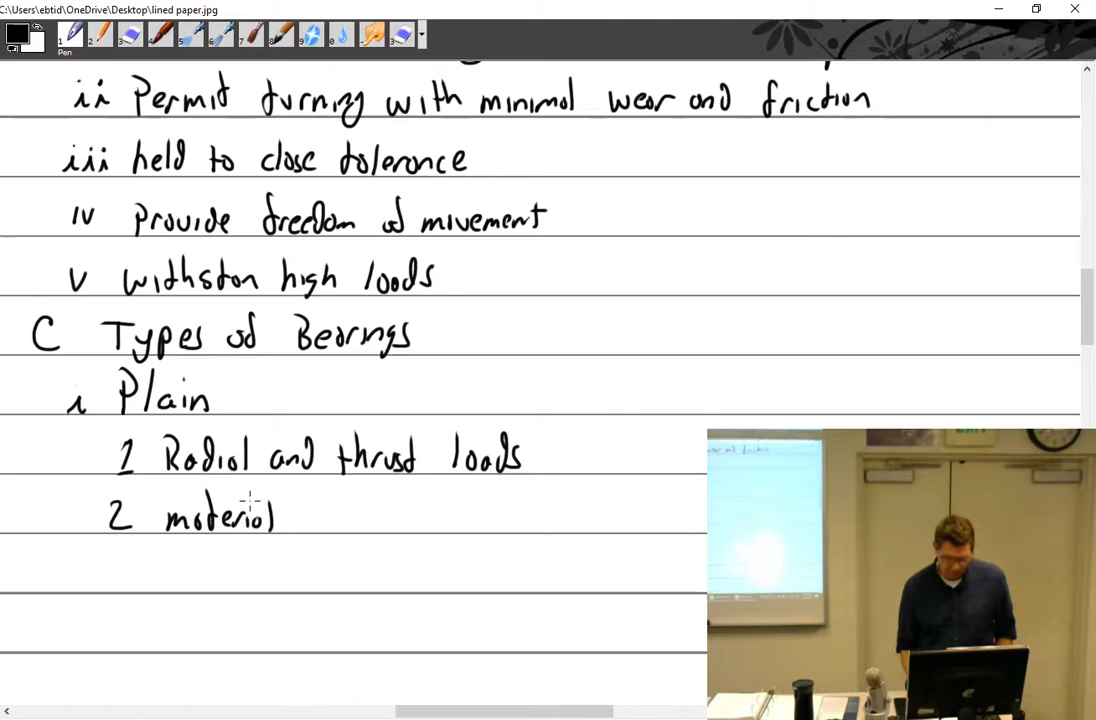 C:\Users\ebtid\OneDrive\Desktop\lined paper.jpg
Pen
ii Permit turning with minimal wear and friction
iii held to close tolerance
iv Provide freedom of movement
v withstan high loads
C Types of Bearings
i Plain
1 Radial and thrust loads
2 material
EXIT